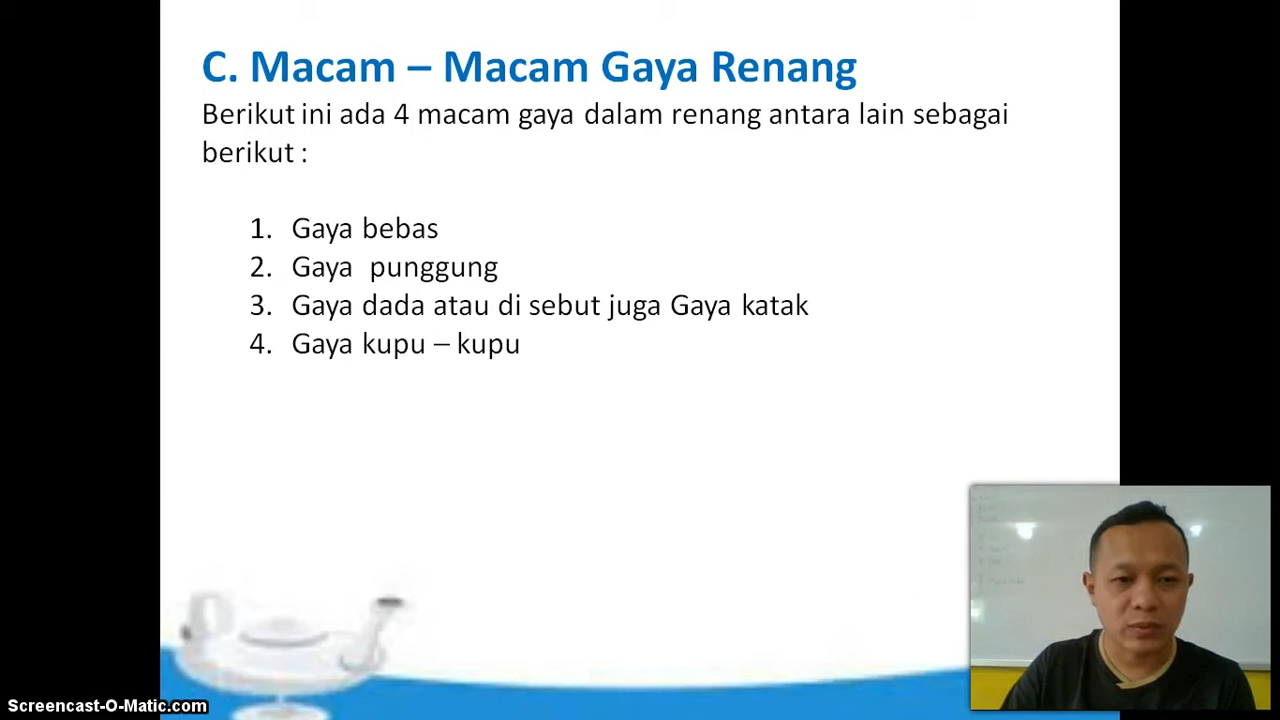 C. Macam – Macam Gaya Renang
Berikut ini ada 4 macam gaya dalam renang antara lain sebagai
berikut :
1. Gaya bebas
2. Gaya punggung
3. Gaya dada atau di sebut juga Gaya katak
4. Gaya kupu – kupu
Screencast-O-Matic.com